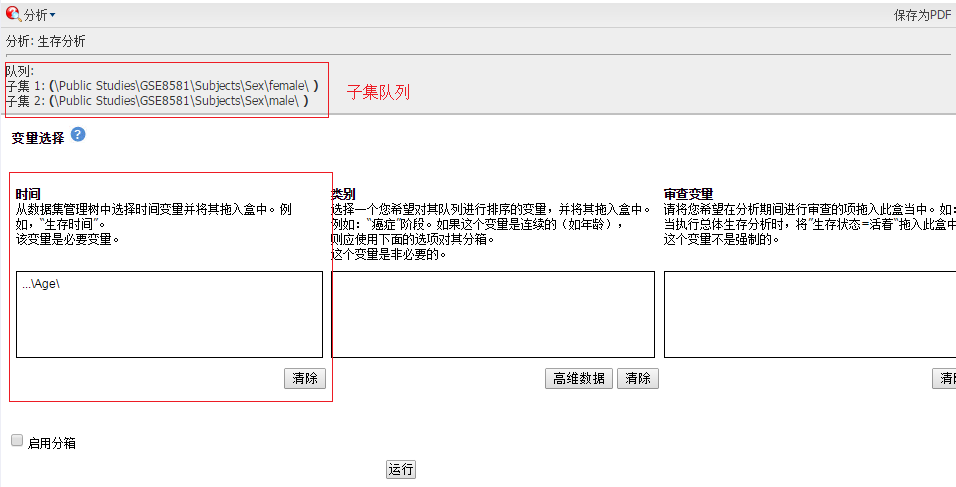 分析▾
保存为PDF
分析: 生存分析
队列:
子集 1: (\Public Studies\GSE8581\Subjects\Sex\female\ )
子集 2: (\Public Studies\GSE8581\Subjects\Sex\male\ )
子集队列
变量选择 ?
时间
从数据集管理树中选择时间变量并将其拖入盒中。例
如，“生存时间”。
该变量是必要变量。
...\Age\
清除
类别
选择一个您希望对其队列进行排序的变量，并将其拖入盒中。
例如：“癌症”阶段。如果这个变量是连续的（如年龄），
则应使用下面的选项对其分箱。
这个变量是非必要的。
高维数据
清除
审查变量
请将您希望在分析期间进行审查的项拖入此盒当中。如:
当执行总体生存分析时，将“生存状态=活着”拖入此盒中
这个变量不是强制的。
清
启用分箱
运行